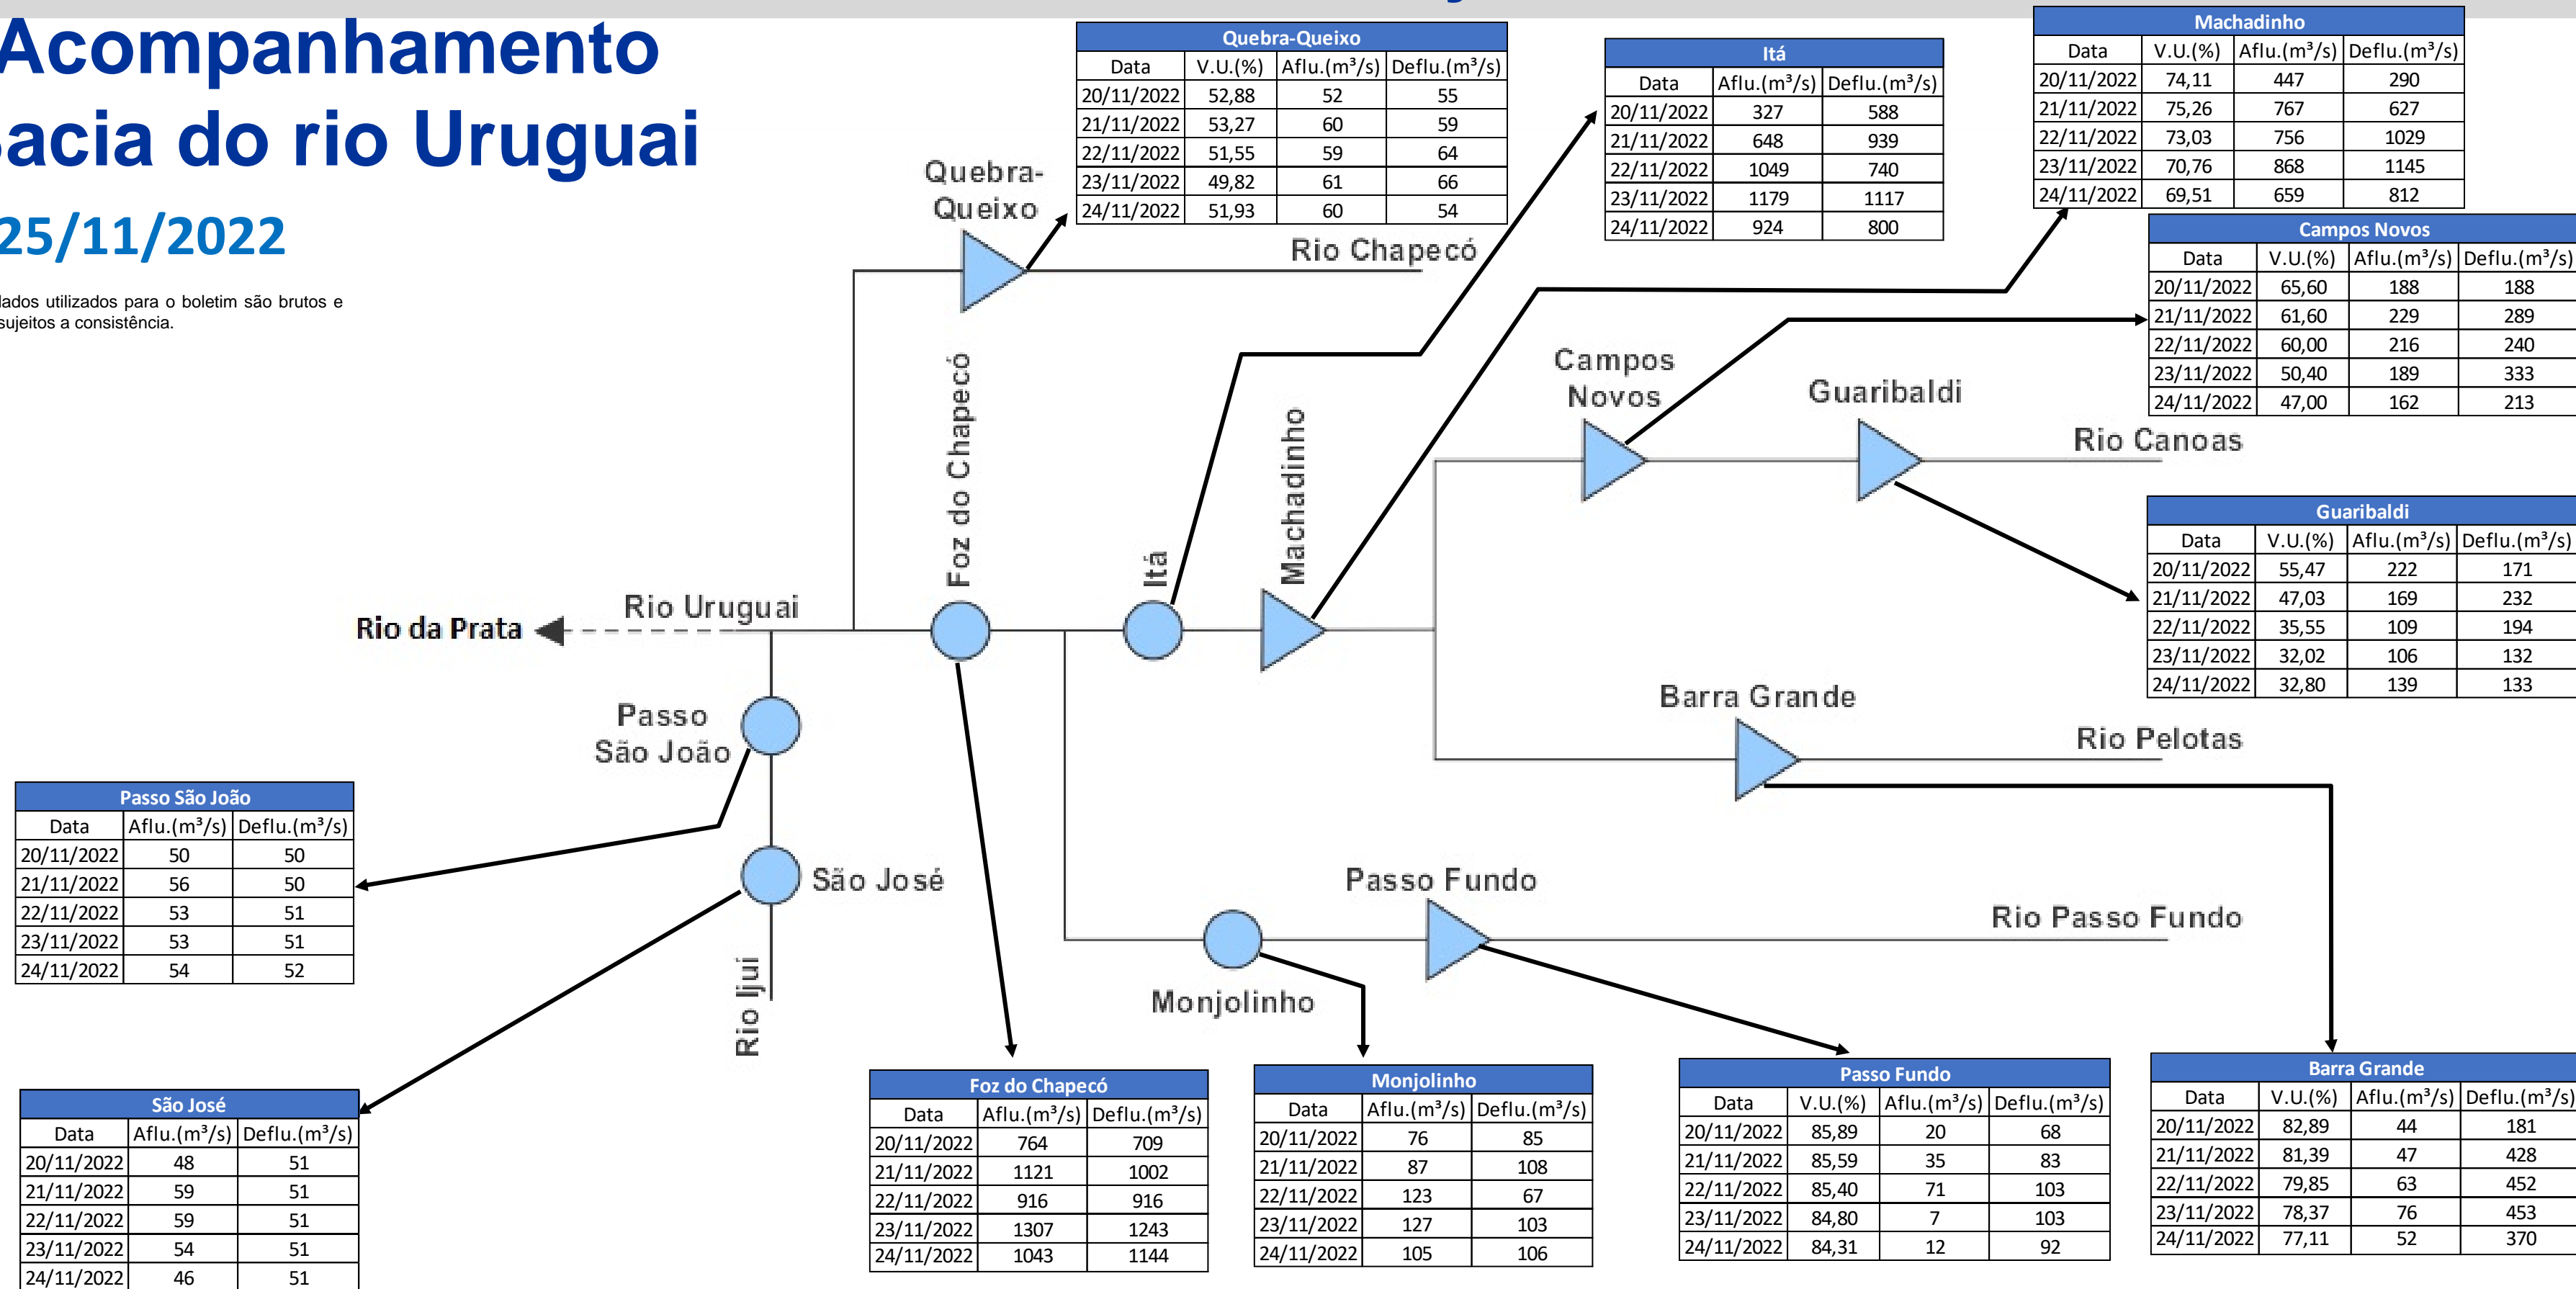 Acompanhamento
acia do rio Uruguai
25/11/2022
dados utilizados para o boletim são brutos e
sujeitos a consistência.
Quebra-Queixo
Data V.U.(%) Aflu.(m³/s) Deflu.(m³/s)
20/11/2022 52,88 52 55
21/11/2022 53,27 60 59
22/11/2022 51,55 59 64
23/11/2022 49,82 61 66
24/11/2022 51,93 60 54
Itá
Data Aflu.(m³/s) Deflu.(m³/s)
20/11/2022 327 588
21/11/2022 648 939
22/11/2022 1049 740
23/11/2022 1179 1117
24/11/2022 924 800
Machadinho
Data V.U.(%) Aflu.(m³/s) Deflu.(m³/s)
20/11/2022 74,11 447 290
21/11/2022 75,26 767 627
22/11/2022 73,03 756 1029
23/11/2022 70,76 868 1145
24/11/2022 69,51 659 812
Campos Novos
Data V.U.(%) Aflu.(m³/s) Deflu.(m³/s)
20/11/2022 65,60 188 188
21/11/2022 61,60 229 289
22/11/2022 60,00 216 240
23/11/2022 50,40 189 333
24/11/2022 47,00 162 213
Guaribaldi
Data V.U.(%) Aflu.(m³/s) Deflu.(m³/s)
20/11/2022 55,47 222 171
21/11/2022 47,03 169 232
22/11/2022 35,55 109 194
23/11/2022 32,02 106 132
24/11/2022 32,80 139 133
Quebra-
Queixo
Rio Chapecó
Foz do Chapecó
Itá
Machadinho
Campos
Novos
Guaribaldi
Rio Canoas
Rio da Prata
Rio Uruguai
Barra Grande
Rio Pelotas
Passo
São João
São José
Rio Ijuí
Passo Fundo
Rio Passo Fundo
Monjolinho
Passo São João
Data Aflu.(m³/s) Deflu.(m³/s)
20/11/2022 50 50
21/11/2022 56 50
22/11/2022 53 51
23/11/2022 53 51
24/11/2022 54 52
São José
Data Aflu.(m³/s) Deflu.(m³/s)
20/11/2022 48 51
21/11/2022 59 51
22/11/2022 59 51
23/11/2022 54 51
24/11/2022 46 51
Foz do Chapecó
Data Aflu.(m³/s) Deflu.(m³/s)
20/11/2022 764 709
21/11/2022 1121 1002
22/11/2022 916 916
23/11/2022 1307 1243
24/11/2022 1043 1144
Monjolinho
Data Aflu.(m³/s) Deflu.(m³/s)
20/11/2022 76 85
21/11/2022 87 108
22/11/2022 123 67
23/11/2022 127 103
24/11/2022 105 106
Passo Fundo
Data V.U.(%) Aflu.(m³/s) Deflu.(m³/s)
20/11/2022 85,89 20 68
21/11/2022 85,59 35 83
22/11/2022 85,40 71 103
23/11/2022 84,80 7 103
24/11/2022 84,31 12 92
Barra Grande
Data V.U.(%) Aflu.(m³/s) Deflu.(m³/s)
20/11/2022 82,89 44 181
21/11/2022 81,39 47 428
22/11/2022 79,85 63 452
23/11/2022 78,37 76 453
24/11/2022 77,11 52 370